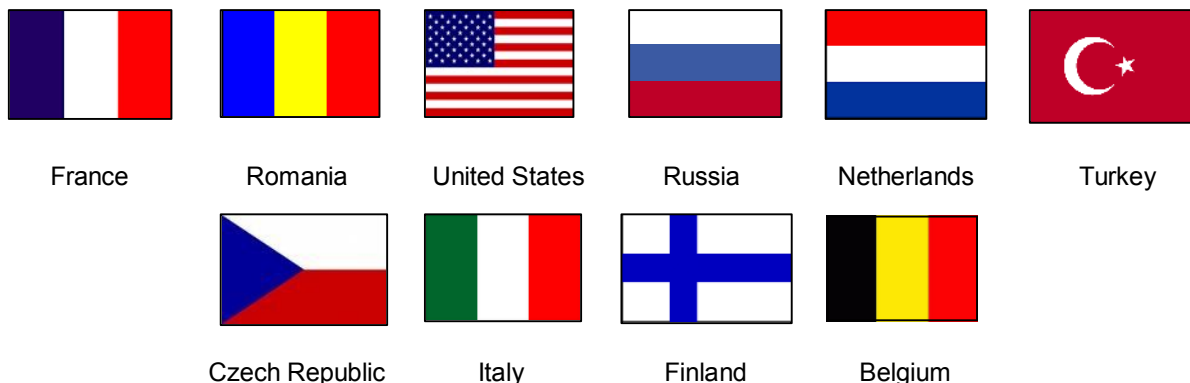 France Romania United States Russia Netherlands Turkey
Czech Republic Italy Finland Belgium